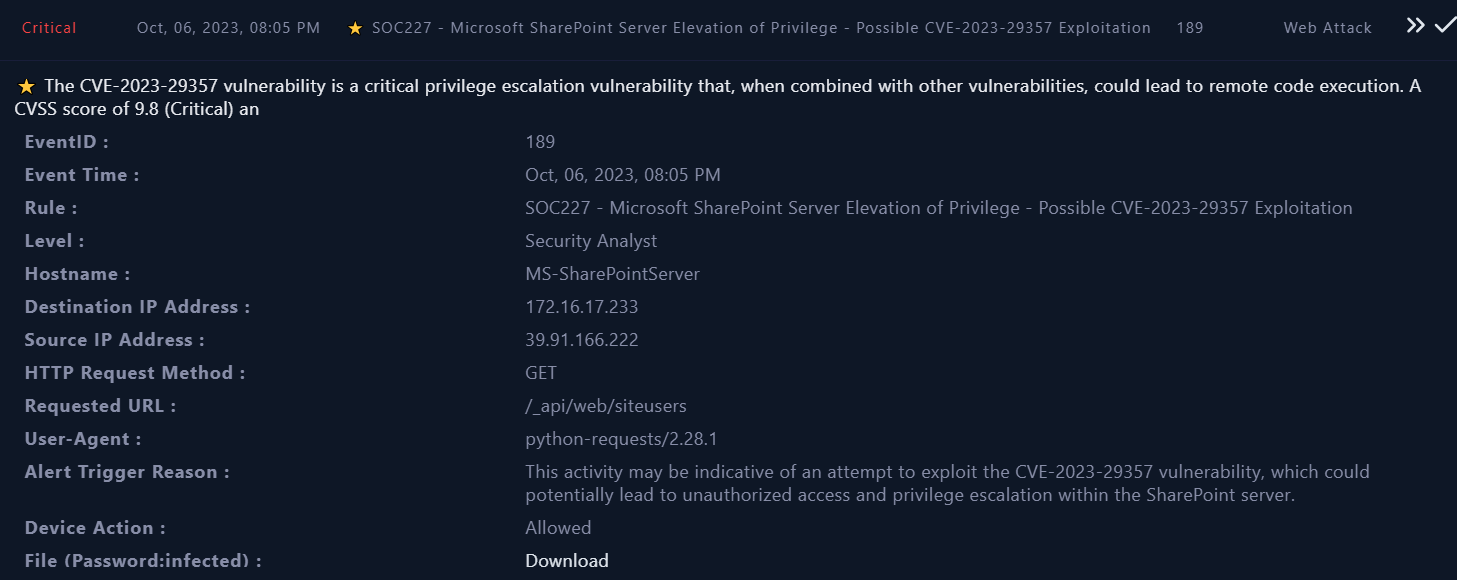 Critical Oct, 06, 2023, 08:05 PM SOC227 - Microsoft SharePoint Server Elevation of Privilege - Possible CVE-2023-29357 Exploitation 189 Web Attack
The CVE-2023-29357 vulnerability is a critical privilege escalation vulnerability that, when combined with other vulnerabilities, could lead to remote code execution. A
CVSS score of 9.8 (Critical) an
EventID : 189
Event Time : Oct, 06, 2023, 08:05 PM
Rule : SOC227 - Microsoft SharePoint Server Elevation of Privilege - Possible CVE-2023-29357 Exploitation
Level : Security Analyst
Hostname : MS-SharePointServer
Destination IP Address : 172.16.17.233
Source IP Address : 39.91.166.222
HTTP Request Method : GET
Requested URL : /_api/web/siteusers
User-Agent : python-requests/2.28.1
Alert Trigger Reason : This activity may be indicative of an attempt to exploit the CVE-2023-29357 vulnerability, which could
potentially lead to unauthorized access and privilege escalation within the SharePoint server.
Device Action : Allowed
File (Password:infected) : Download